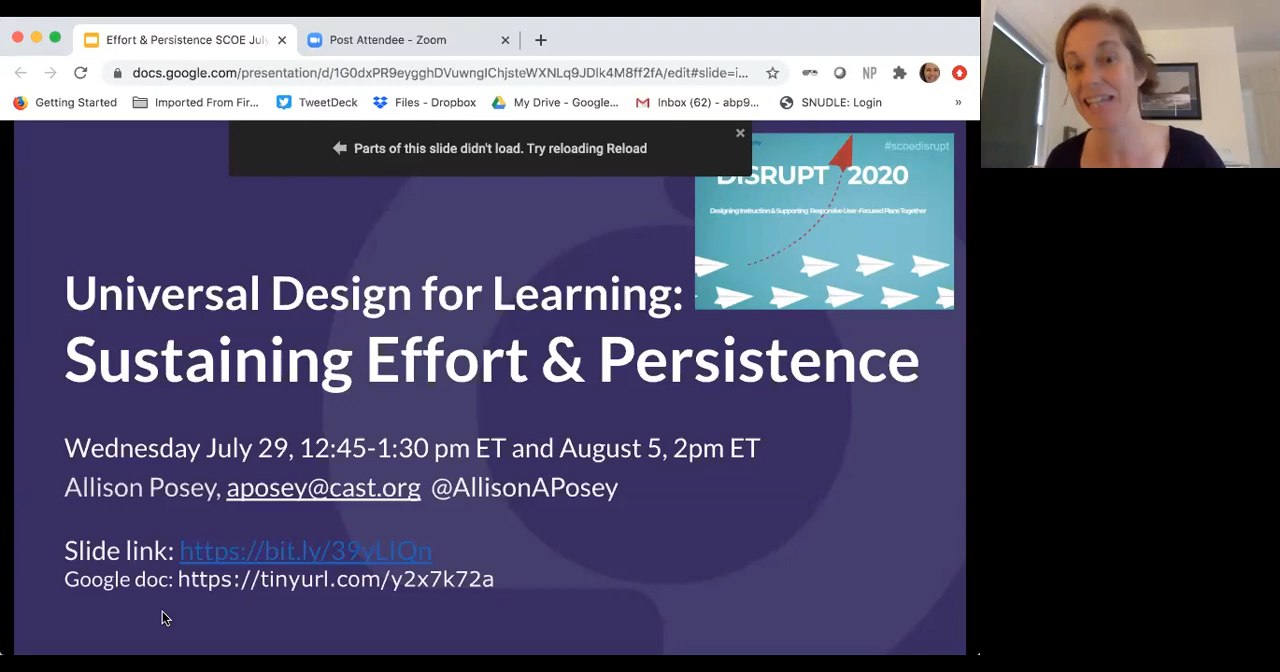 Effort & Persistence SCOE July
Post Attendee - Zoom
docs.google.com/presentation/d/1G0dxPR9eygghDVuwngIChjsteWXNLq9JDlk4M8ff2fA/edit#slide=i...
NP
Getting Started
Imported From Fir...
TweetDeck
Files - Dropbox
My Drive - Google...
Inbox (62) - abp9...
SNUDLE: Login
»
Parts of this slide didn't load. Try reloading Reload
#scoedisrupt
DISRUPT 2020
Designing Instruction & Supporting Responsive User-Focused Plans Together
Universal Design for Learning:
Sustaining Effort & Persistence
Wednesday July 29, 12:45-1:30 pm ET and August 5, 2pm ET
Allison Posey, aposey@cast.org @AllisonAPosey
Slide link: https://bit.ly/39yLIQn
Google doc: https://tinyurl.com/y2x7k72a